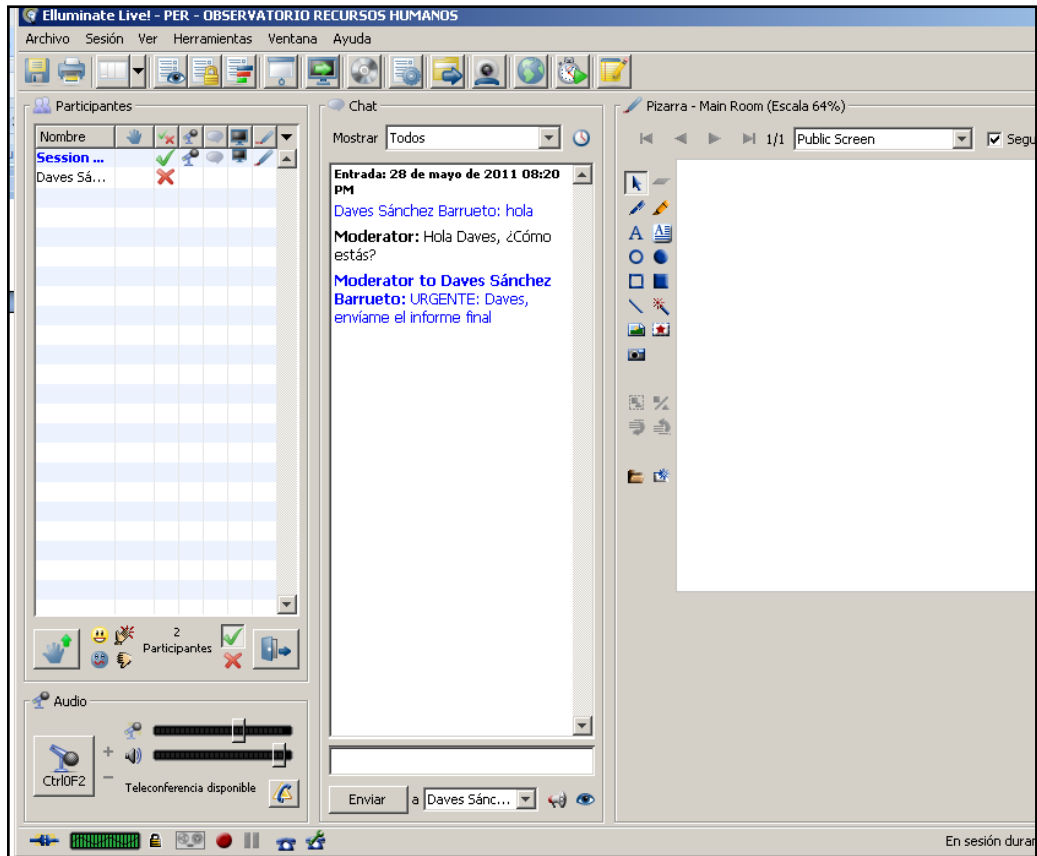 Elluminate Live! - PER - OBSERVATORIO RECURSOS HUMANOS
Archivo Sesión Ver Herramientas Ventana Ayuda
Participantes
Nombre
Session ...
Daves Sá...
2
Participantes
Audio
Ctrl0F2
Teleconferencia disponible
Chat
Mostrar Todos
Entrada: 28 de mayo de 2011 08:20
PM
Daves Sánchez Barrueto: hola
Moderator: Hola Daves, ¿Cómo
estás?
Moderator to Daves Sánchez
Barrueto: URGENTE: Daves,
envíame el informe final
Enviar a Daves Sánc...
Pizarra - Main Room (Escala 64%)
1/1 Public Screen Segu
A A
En sesión durar